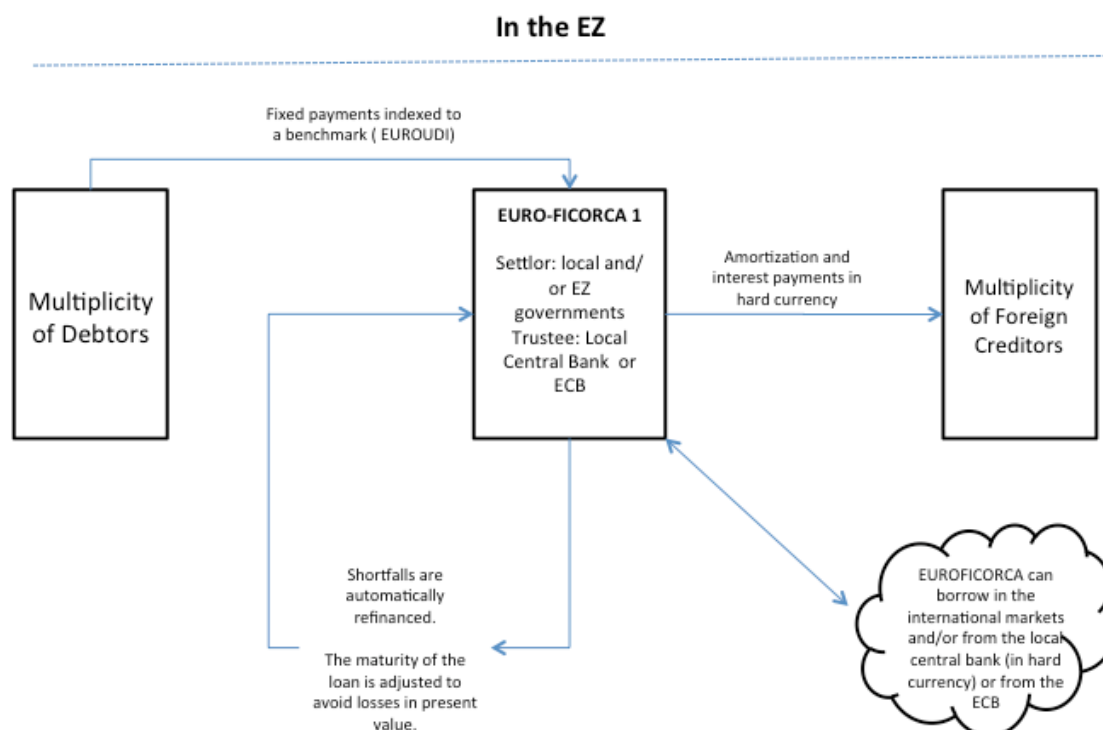 In the EZ
Fixed payments indexed to
a benchmark ( EUROUDI)
Multiplicity
of Debtors
EURO-FICORCA 1
Settlor: local and/
or EZ
governments
Trustee: Local
Central Bank or
ECB
Amortization and
interest payments in
hard currency
Multiplicity
of Foreign
Creditors
Shortfalls are
automatically
refinanced.
The maturity of the
loan is adjusted to
avoid losses in present
value.
EUROFICORCA can
borrow in the
international markets
and/or from the local
central bank (in hard
currency) or from the
ECB